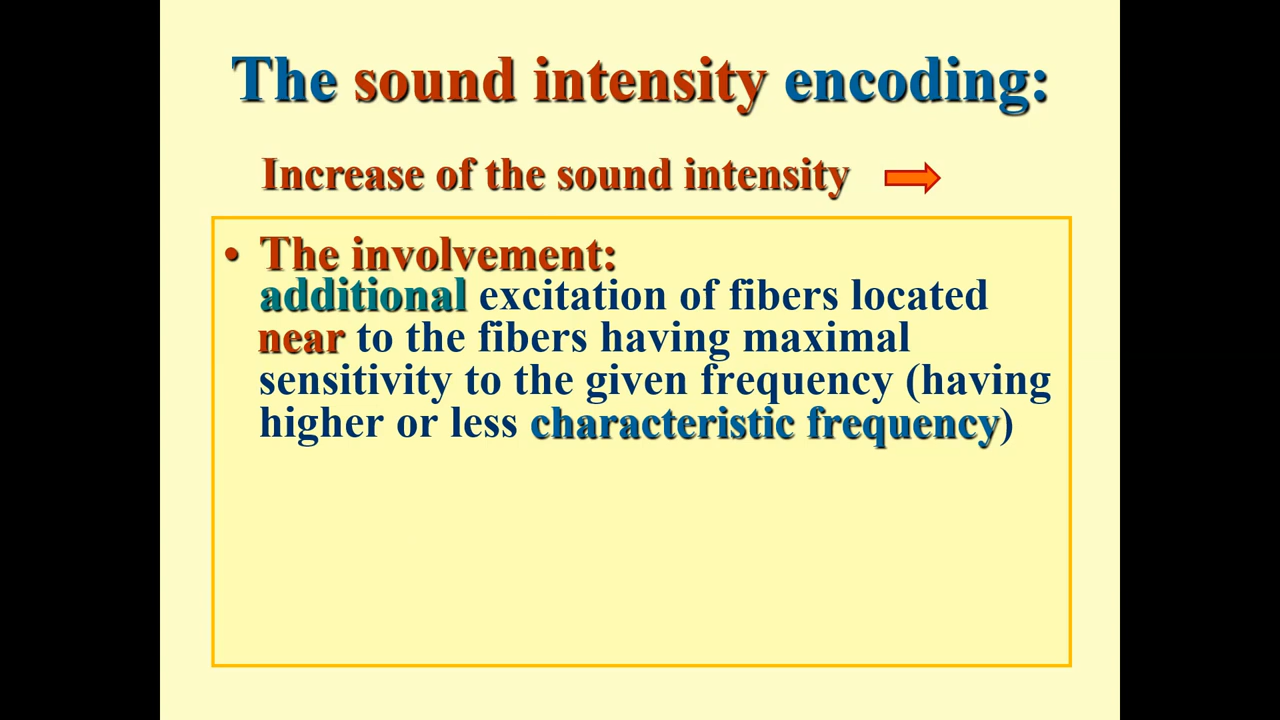 The sound intensity encoding:
Increase of the sound intensity
• The involvement:
additional excitation of fibers located
near to the fibers having maximal
sensitivity to the given frequency (having
higher or less characteristic frequency)